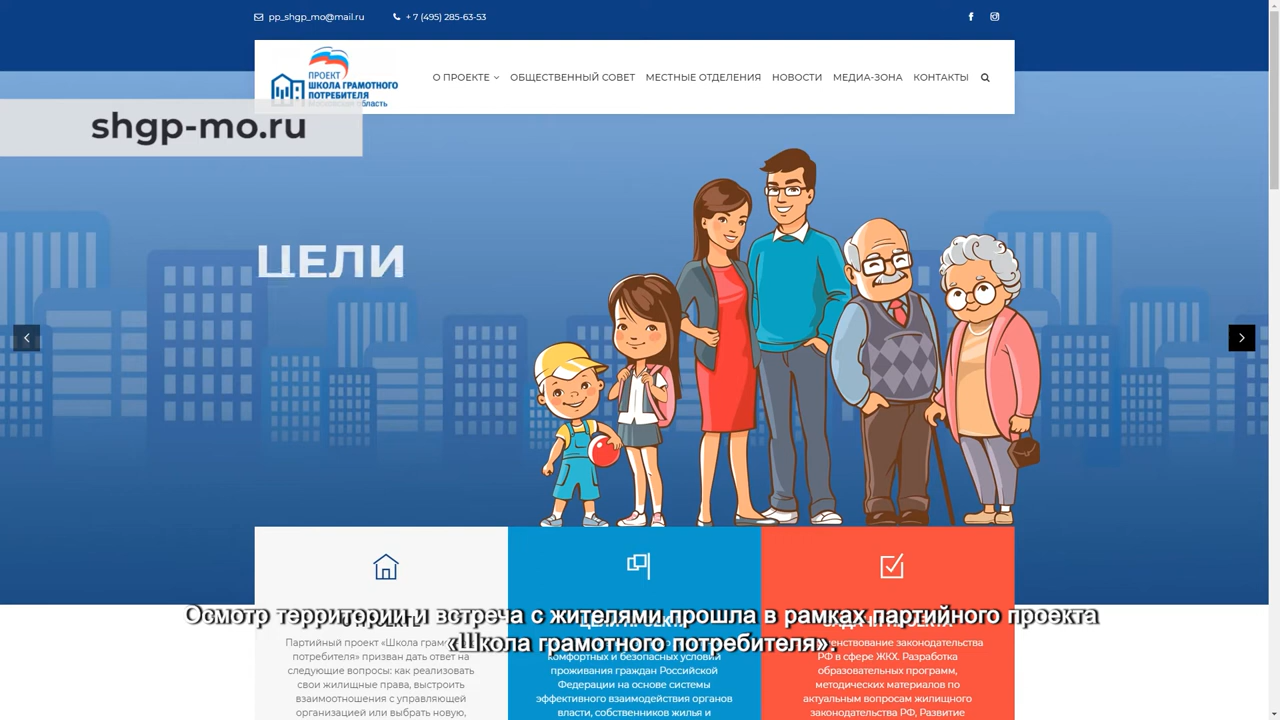 pp_shgp_mo@mail.ru
+ 7 (495) 285-63-53
ПРОЕКТ
ШКОЛА ГРАМОТНОГО
ПОТРЕБИТЕЛЯ
О ПРОЕКТЕ
ОБЩЕСТВЕННЫЙ СОВЕТ
МЕСТНЫЕ ОТДЕЛЕНИЯ
НОВОСТИ
МЕДИА-ЗОНА
КОНТАКТЫ
shgp-mo.ru
ЦЕЛИ
Осмотр территории и встреча с жителями прошла в рамках партийного проекта
«Школа грамотного потребителя».
Партийный проект «Школа
потребителя» призван дать ответ на
следующие вопросы: как реализовать
свои жилищные права, выстроить
взаимоотношения с управляющей
организацией или выбрать новую,
комфортных и безопасных условий
проживания граждан Российской
Федерации на основе системы
эффективного взаимодействия органов
власти, собственников жилья и
законодательства
РФ в сфере ЖКХ. Разработка
образовательных программ,
методических материалов по
актуальным вопросам жилищного
законодательства РФ, Развитие